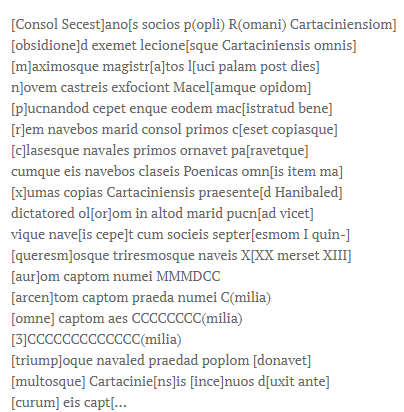 [Consol Secest]ano[s socios p(opli) R(omani) Cartaciniensiom]
[obsidione]d exemet lecione[sque Cartaciniensis omnis]
[m]aximosque magistr[a]tos l[uci palam post dies]
n]ovem castreis exfociont Macel[amque opidom]
[p]ucnandod cepet enque eodem mac[istratud bene]
[r]em navebos marid consol primos c[eset copiasque]
[c]lasesque navales primos ornavet pa[ravetque]
cumque eis navebos claseis Poenicas omn[is item ma]
[x]umas copias Cartaciniensis praesente[d Hanibaled]
dictatored ol[or]om in altod marid pucn[ad vicet]
vique nave[is cepe]t cum socieis septer[esmom I quin-]
[queresm]osque triresmosque naveis X[XX merset XIII]
[aur]om captom numei MMMDCC
[arcen]tom captom praeda numei C(milia)
[omne] captom aes CCCCCCCC(milia)
[3]CCCCCCCCCCCCC(milia)
[triump]oque navaled praedad poplom [donavet]
[multosque] Cartacinie[ns]is [ince]nuos d[uxit ante]
[curum] eis capt[...